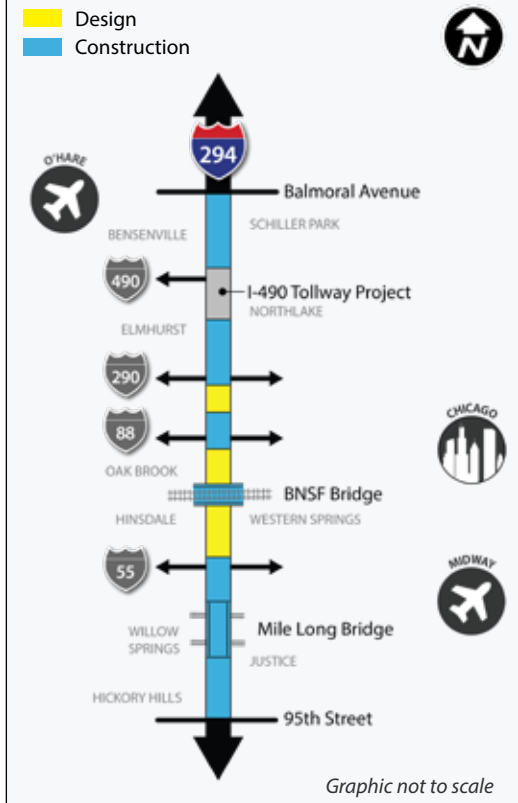 Design
Construction
N
294
O'HARE
Balmoral Avenue
SCHILLER PARK
BENSENVILLE
490
I-490 Tollway Project
NORTHLAKE
ELMHURST
290
88
CHICAGO
OAK BROOK
BNSF Bridge
HINSDALE
WESTERN SPRINGS
55
MIDWAY
WILLOW
SPRINGS
Mile Long Bridge
JUSTICE
HICKORY HILLS
95th Street
Graphic not to scale